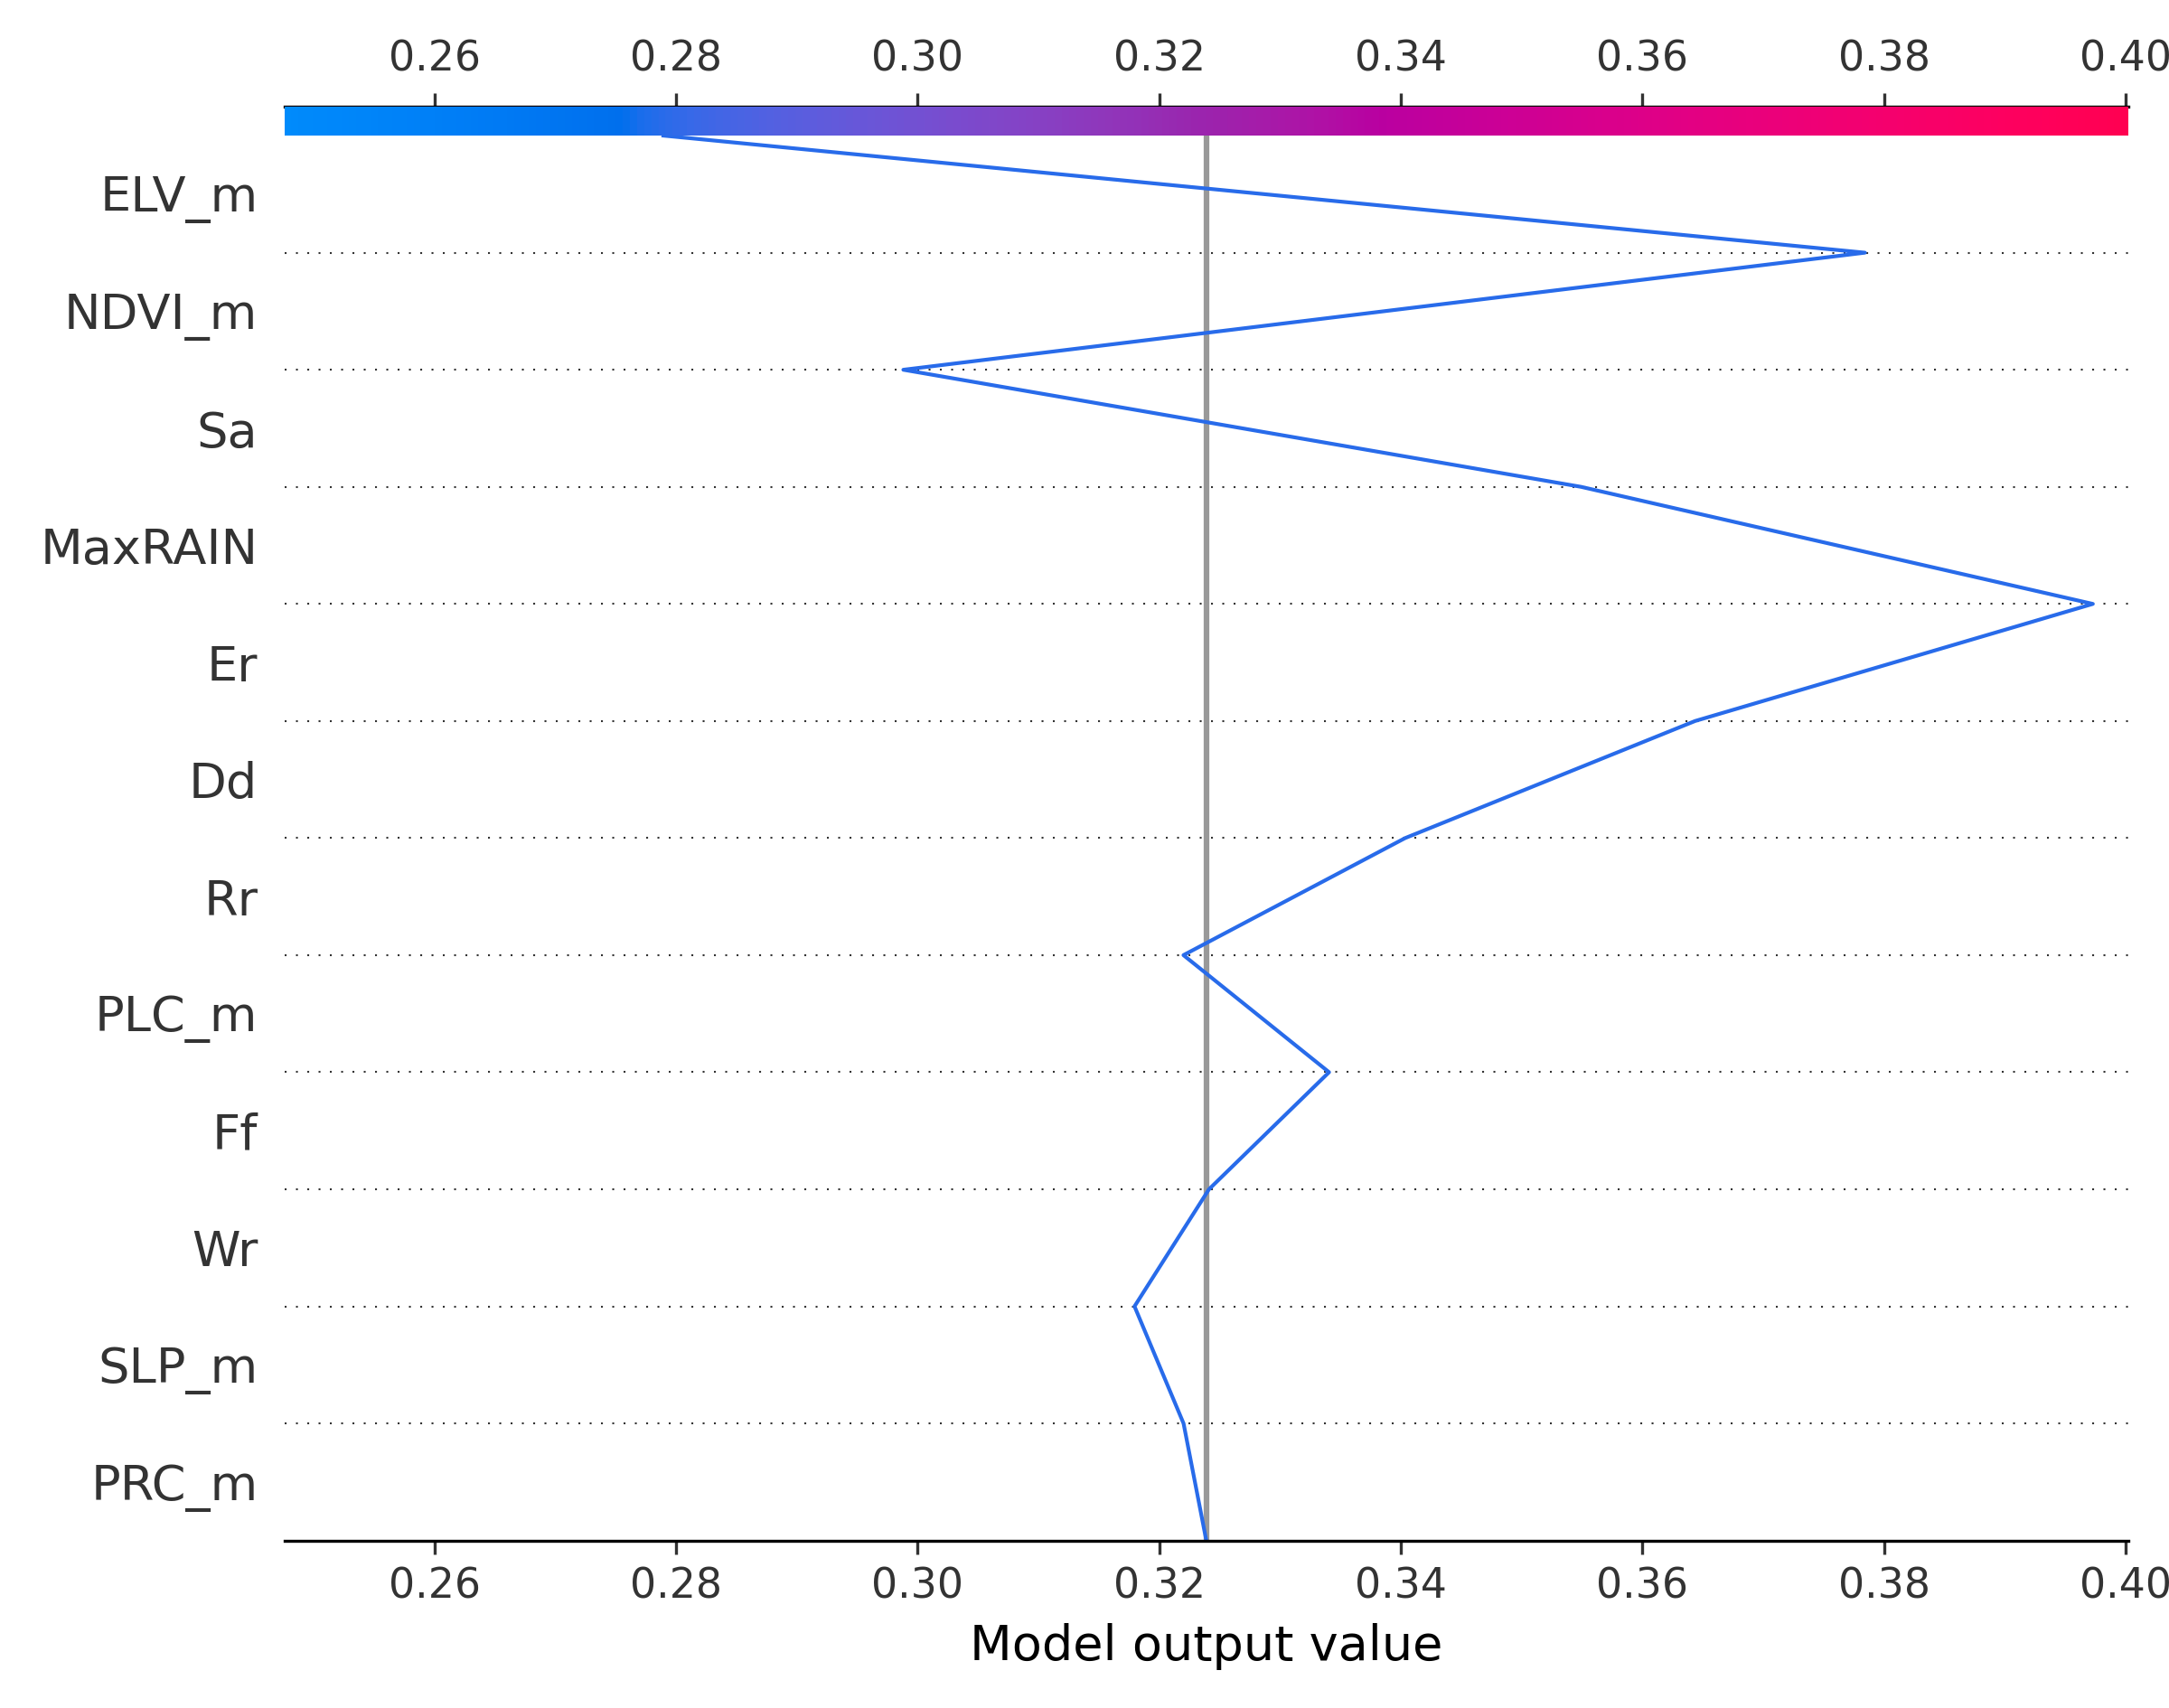 0.26 0.28 0.30 0.32 0.34 0.36 0.38 0.40
ELV_m
NDVI_m
Sa
MaxRAIN
Er
Dd
Rr
PLC_m
Ff
Wr
SLP_m
PRC_m
0.26 0.28 0.30 0.32 0.34 0.36 0.38 0.40
Model output value